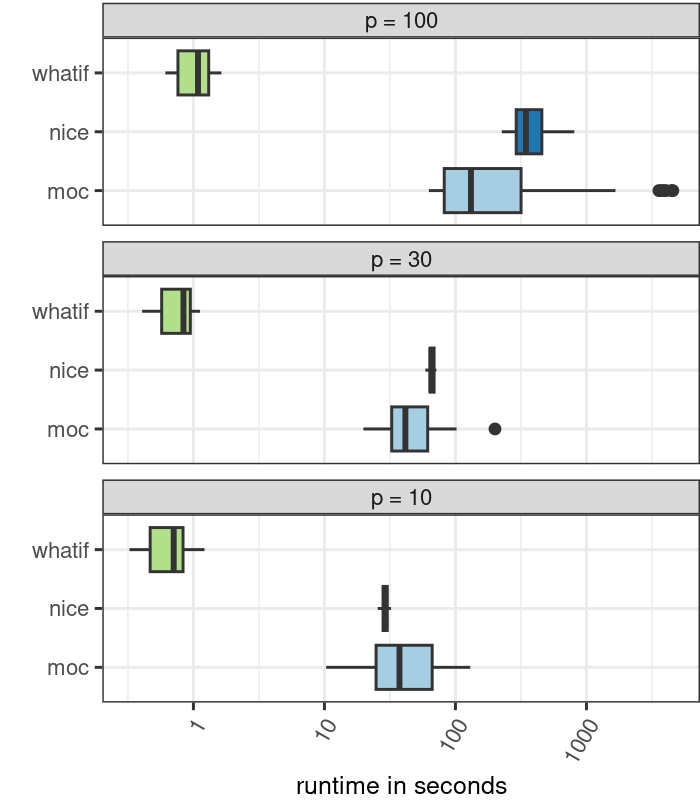 p = 100
whatif
nice
moc
p = 30
whatif
nice
moc
p = 10
whatif
nice
moc
1
10
100
1000
runtime in seconds